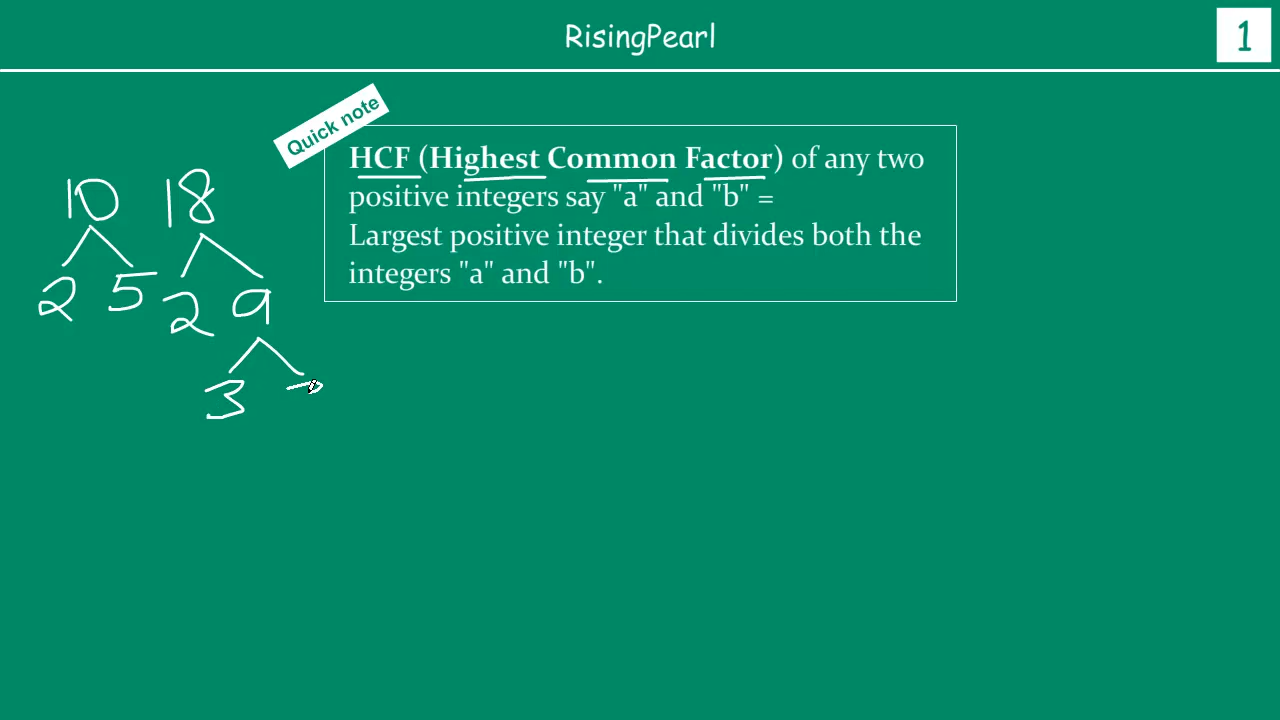 RisingPearl
1
Quick note
HCF (Highest Common Factor) of any two
positive integers say "a" and "b" =
Largest positive integer that divides both the
integers "a" and "b".
10 18
2 5 2 9
3